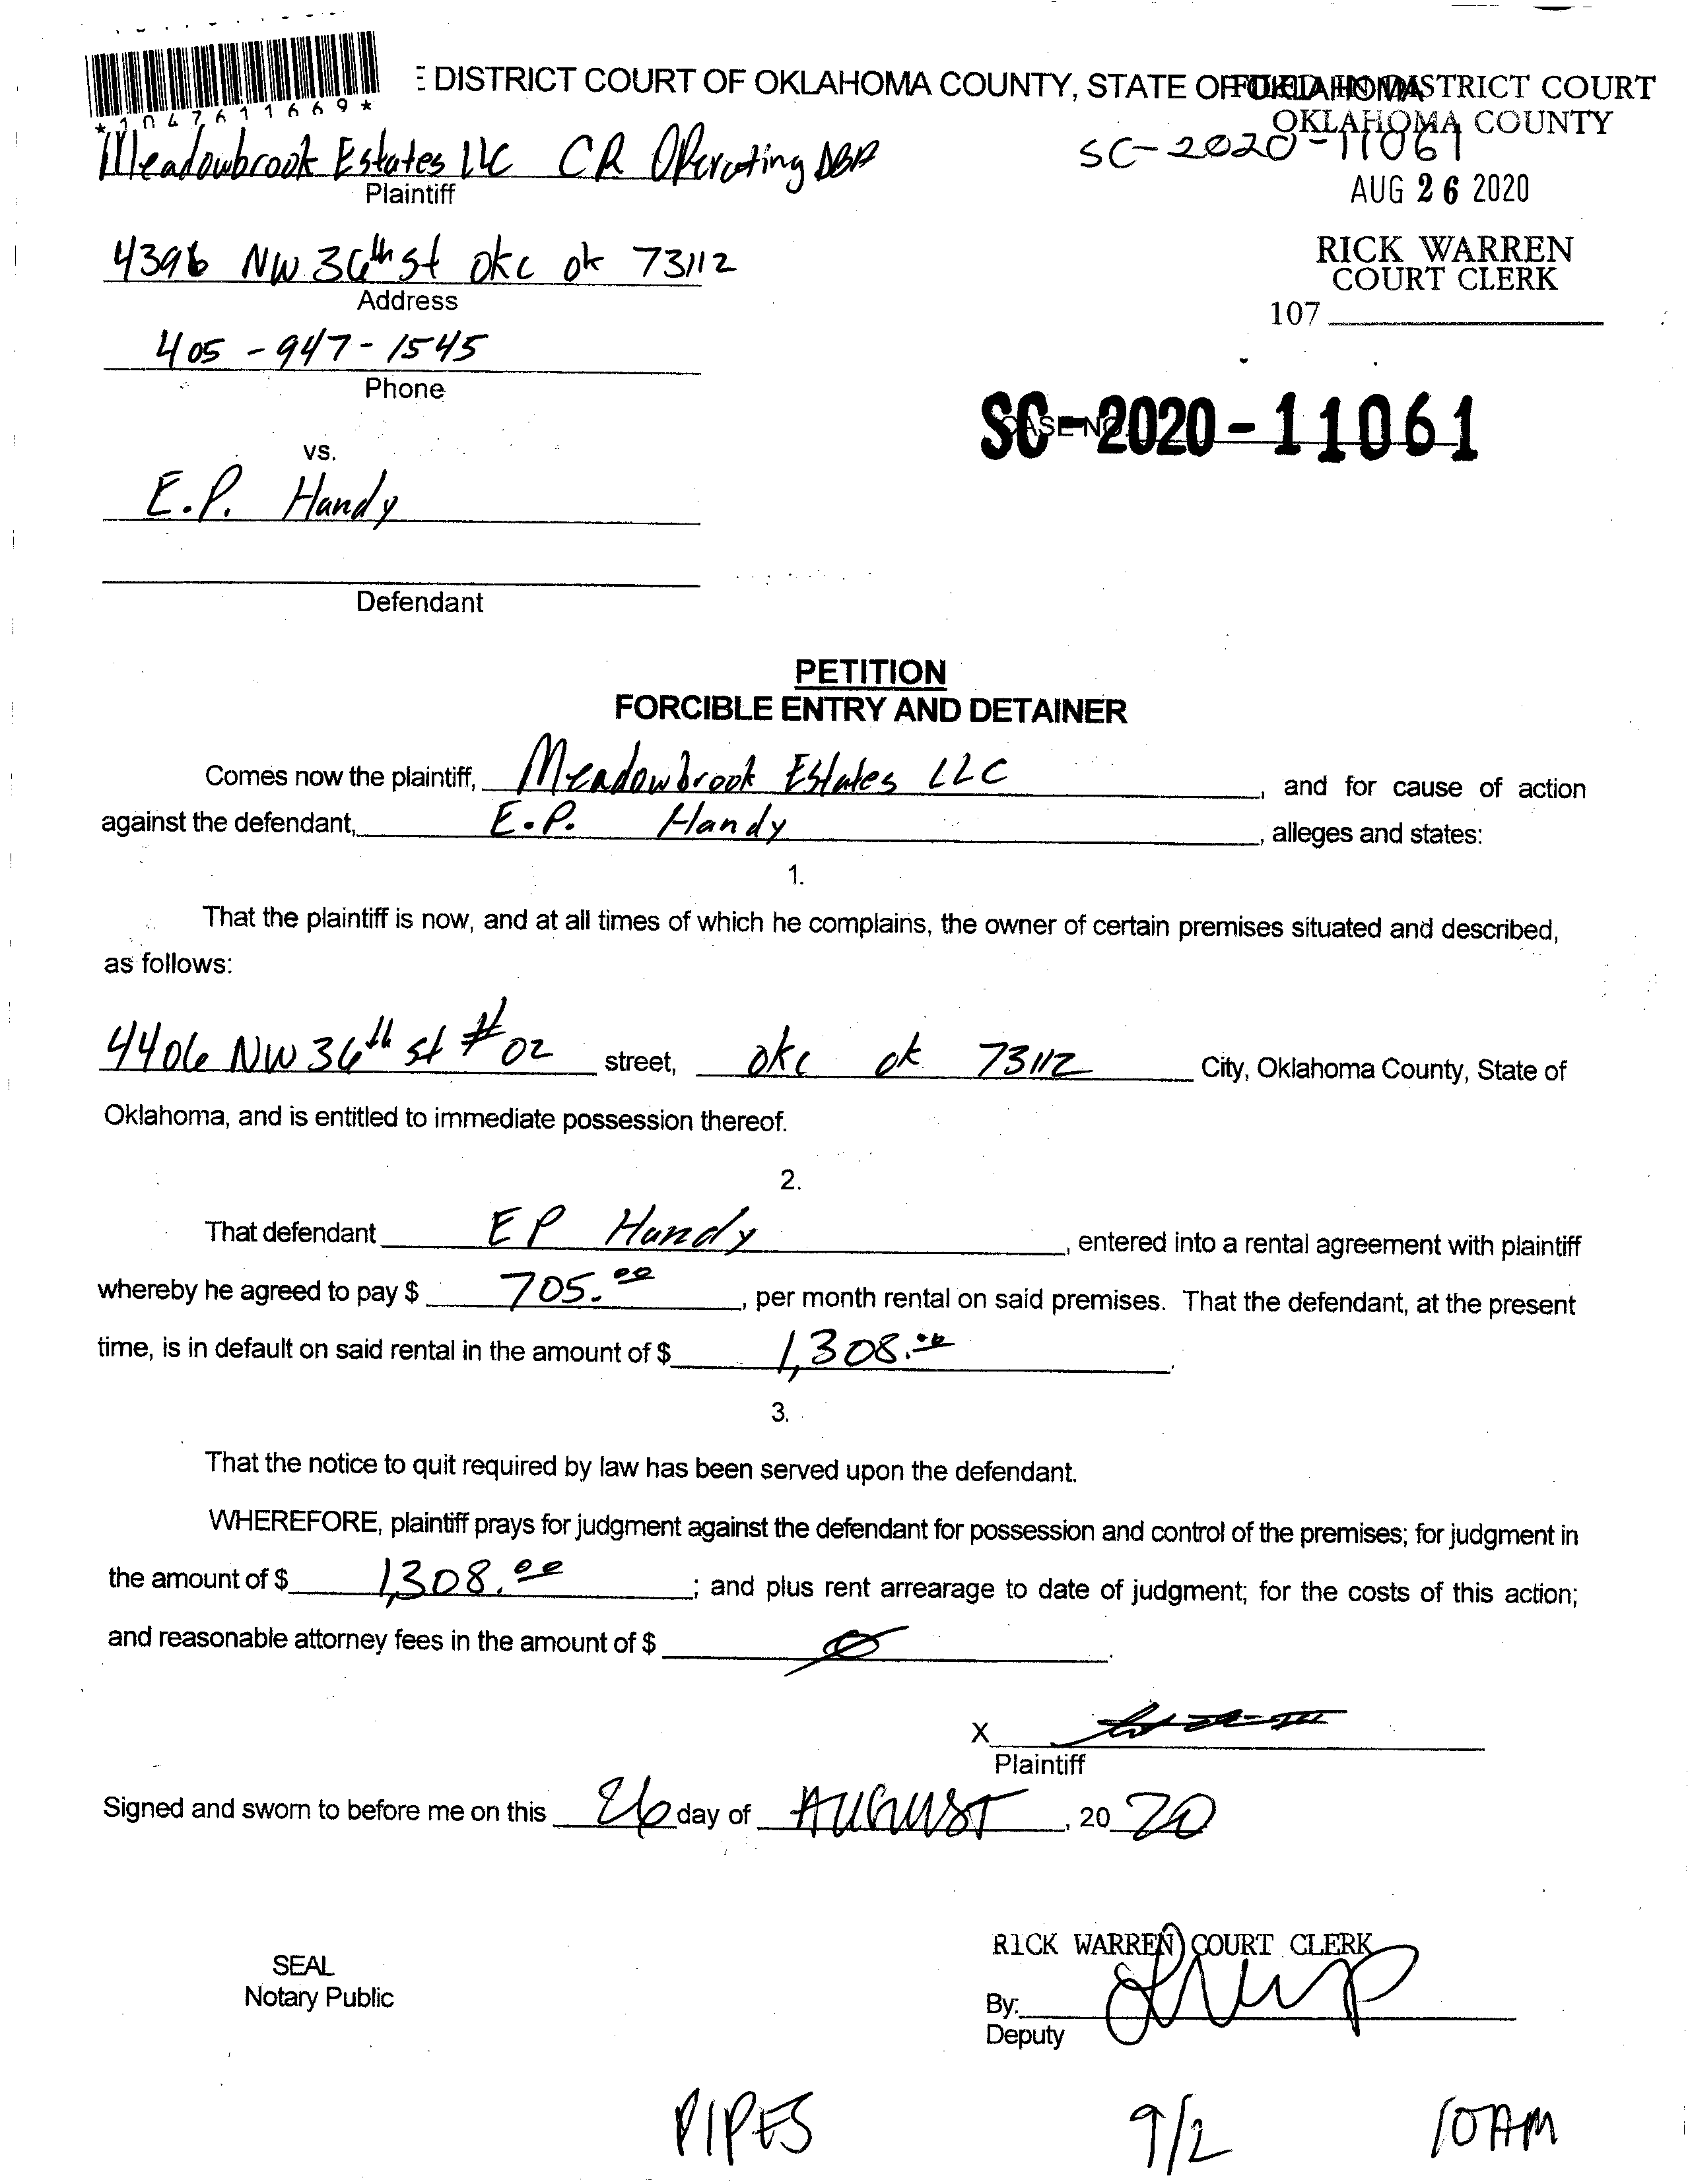 *1047611669*
E DISTRICT COURT OF OKLAHOMA COUNTY, STATE OF OKLAHOMA
FILED IN DISTRICT COURT
OKLAHOMA COUNTY
Meadowbrook Estates LLC CR Operating DBA
SC-2020-11061
Plaintiff
AUG 26 2020
4396 NW 36th st okc ok 73112
RICK WARREN
COURT CLERK
Address
107
405-947-1545
Phone
CASE NO.
SC-2020-11061
vs.
E.P. Handy
Defendant
PETITION
FORCIBLE ENTRY AND DETAINER
Comes now the plaintiff, Meadowbrook Estates LLC, and for cause of action
against the defendant, E.P. Handy, alleges and states:
1.
That the plaintiff is now, and at all times of which he complains, the owner of certain premises situated and described,
as follows:
4406 NW 36th st #02 street, okc ok 73112 City, Oklahoma County, State of
Oklahoma, and is entitled to immediate possession thereof.
2.
That defendant EP Handy, entered into a rental agreement with plaintiff
whereby he agreed to pay $ 705.00, per month rental on said premises. That the defendant, at the present
time, is in default on said rental in the amount of $ 1,308.00.
3.
That the notice to quit required by law has been served upon the defendant.
WHEREFORE, plaintiff prays for judgment against the defendant for possession and control of the premises; for judgment in
the amount of $ 1,308.00; and plus rent arrearage to date of judgment; for the costs of this action;
and reasonable attorney fees in the amount of $ Ø.
X
Plaintiff
Signed and sworn to before me on this 26 day of AUGUST, 2020
RICK WARREN COURT CLERK
SEAL
Notary Public
By:
Deputy
PIPES 9/2 10AM